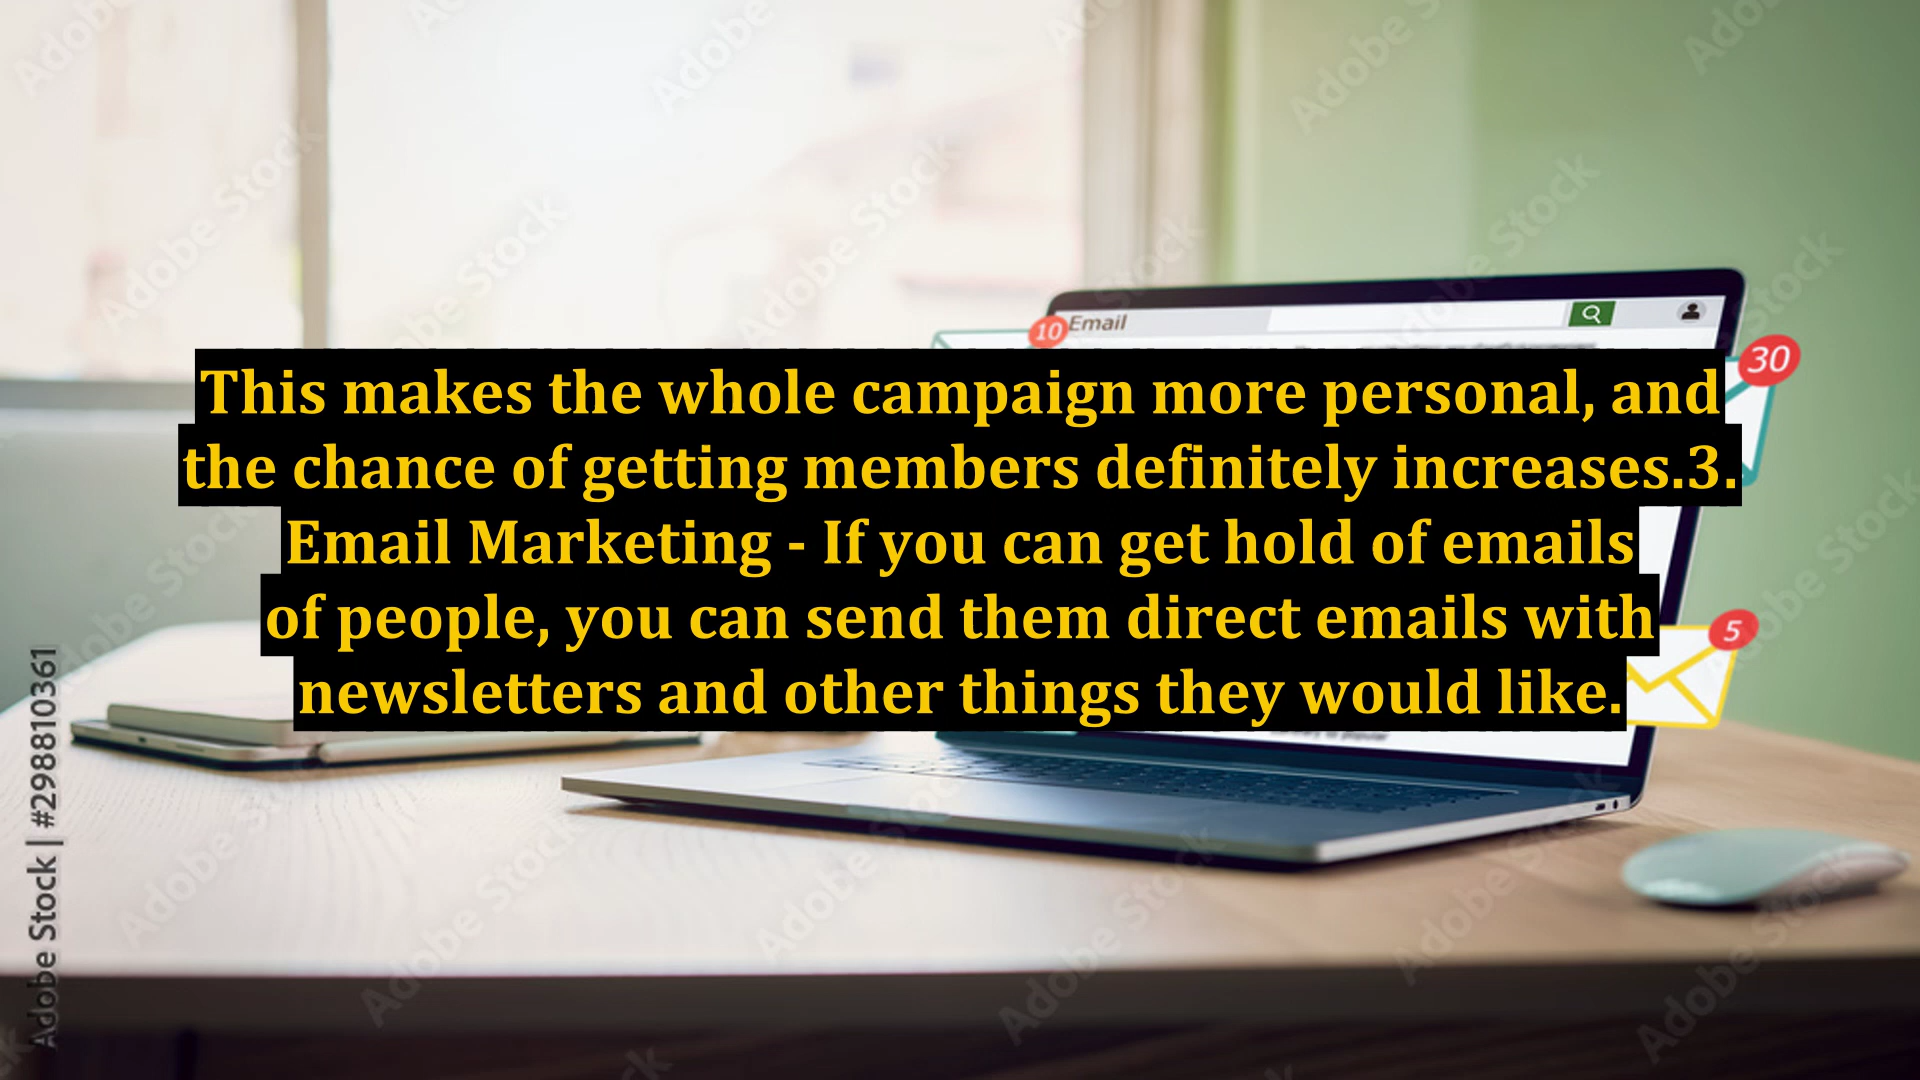 Email
10
30
This makes the whole campaign more personal, and
the chance of getting members definitely increases.3.
Email Marketing - If you can get hold of emails
of people, you can send them direct emails with
newsletters and other things they would like.
5
Adobe Stock | #298810361
Adobe Stock